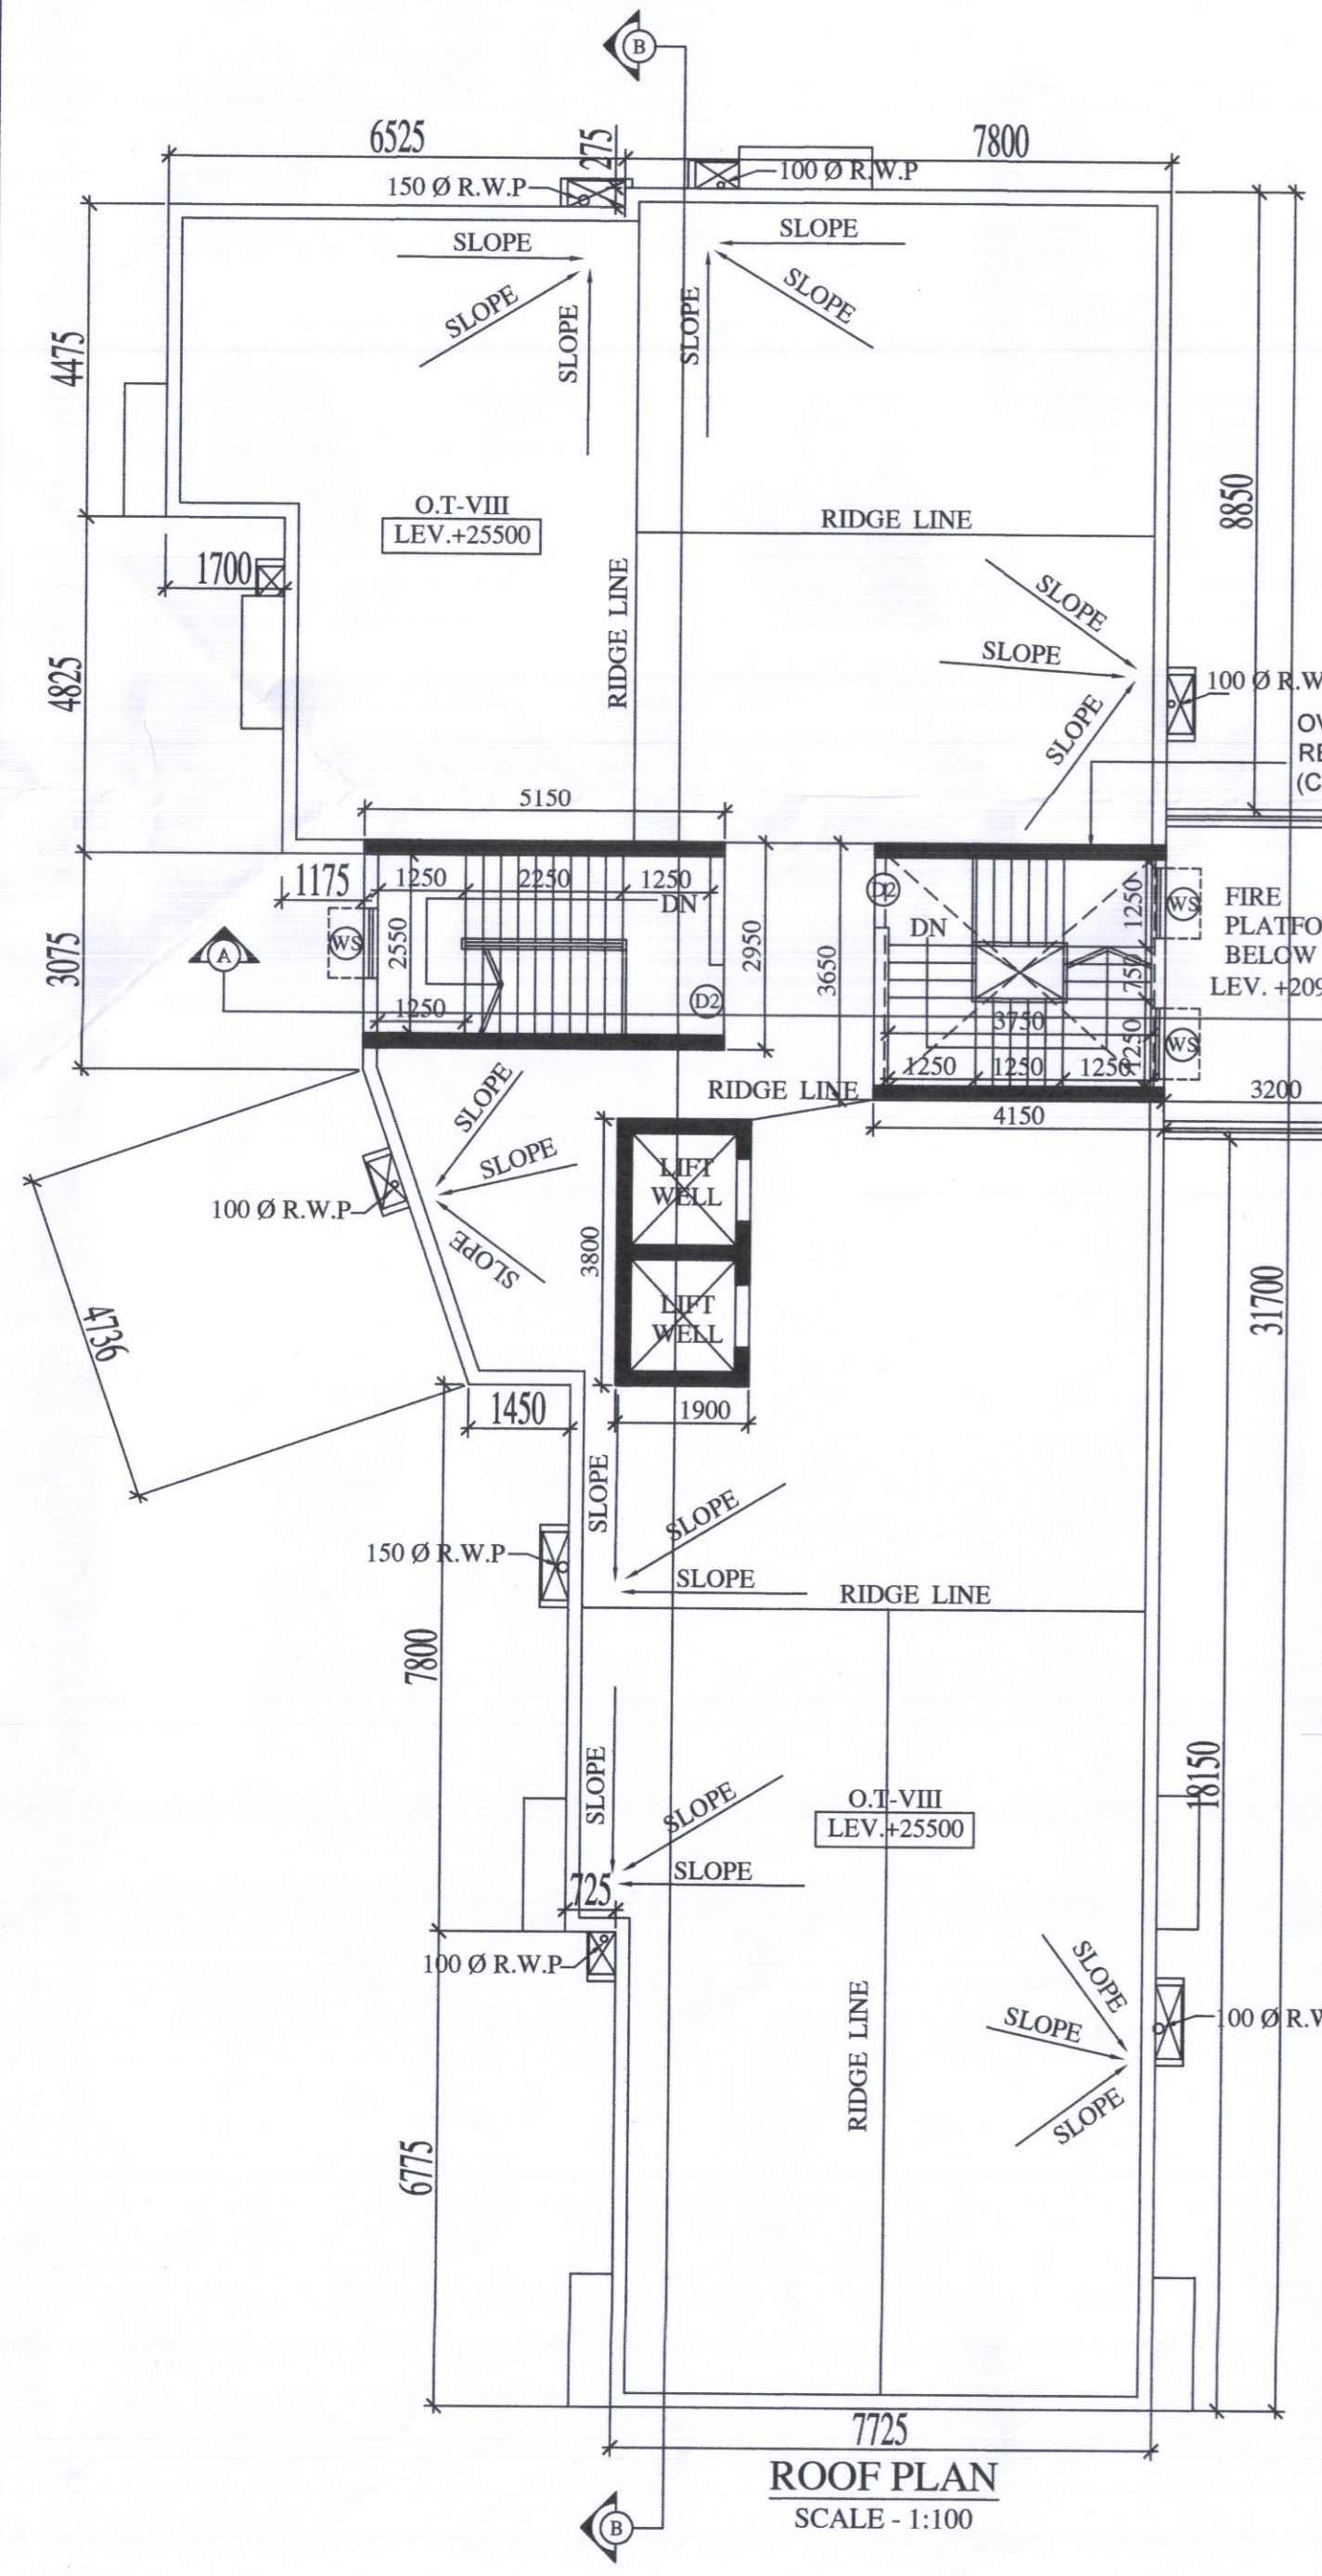 B
6525
275
7800
150 Ø R.W.P
100 Ø R.W.P
SLOPE
SLOPE
SLOPE
SLOPE
SLOPE
SLOPE
4475
8850
O.T-VIII
LEV.+25500
RIDGE LINE
1700
RIDGE LINE
SLOPE
SLOPE
SLOPE
4825
100 Ø R.W
OV
RE
(C
5150
1175
1250
2250
1250
DN
D2
DN
1250
WS
FIRE
PLATFO
BELOW
LEV. +209
WS
2550
2950
3650
750
3075
A
1250
D2
3750
1250
WS
1250
1250
1250
RIDGE LINE
4150
3200
SLOPE
SLOPE
SLOPE
100 Ø R.W.P
LIFT
WELL
3800
LIFT
WELL
4736
31700
1450
1900
SLOPE
SLOPE
SLOPE
150 Ø R.W.P
RIDGE LINE
7800
18150
SLOPE
SLOPE
SLOPE
O.T-VIII
LEV.+25500
725
100 Ø R.W.P
SLOPE
SLOPE
SLOPE
100 Ø R.W
RIDGE LINE
6775
7725
ROOF PLAN
SCALE - 1:100
B